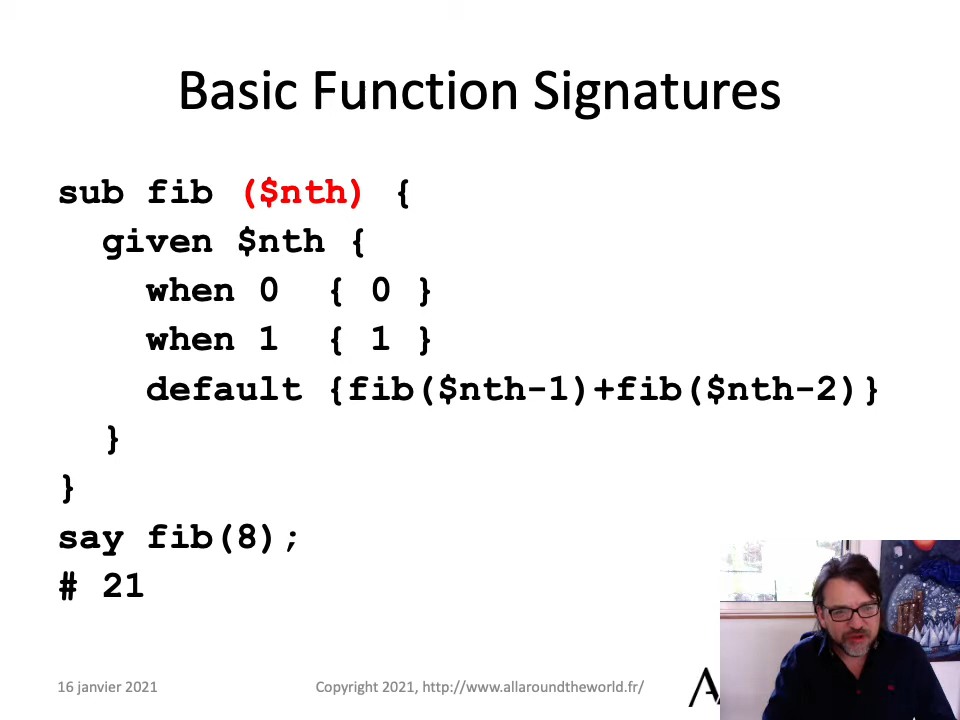 Basic Function Signatures
sub fib ($nth) {
  given $nth {
    when 0  { 0 }
    when 1  { 1 }
    default {fib($nth-1)+fib($nth-2)}
  }
}
say fib(8);
# 21
16 janvier 2021
Copyright 2021, http://www.allaroundtheworld.fr/